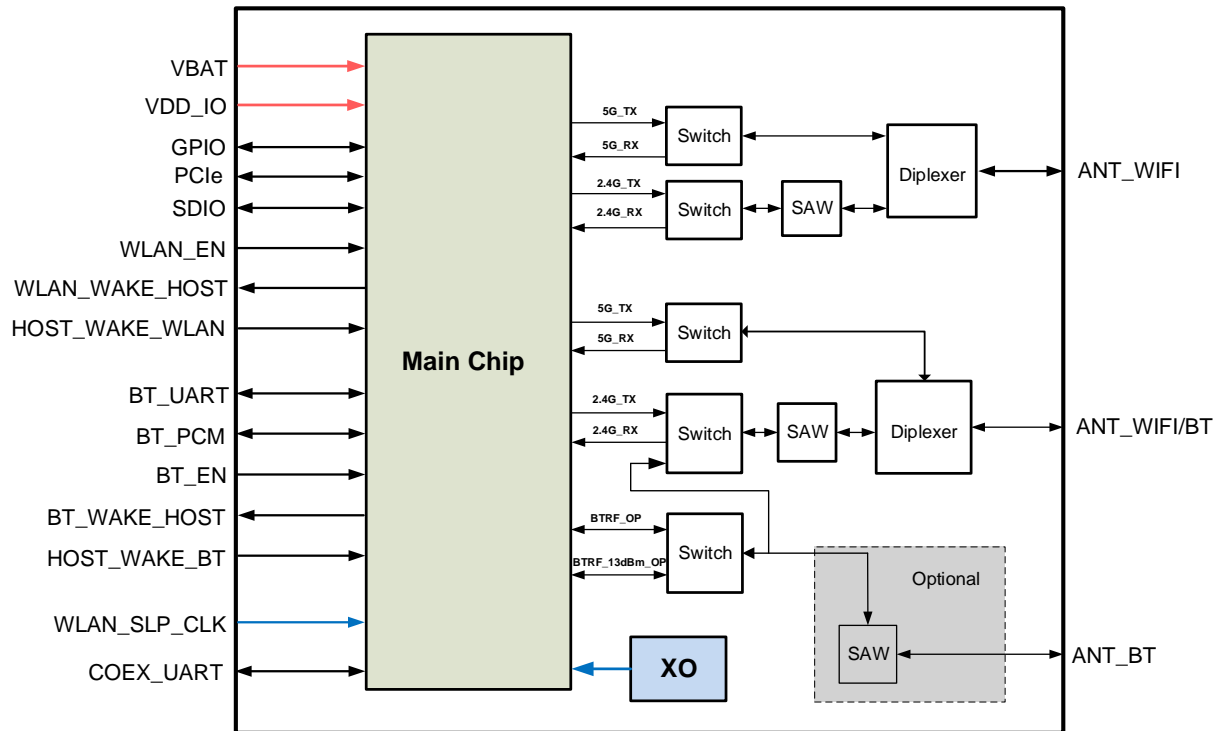 VBAT
VDD_IO
GPIO
PCIe
SDIO
WLAN_EN
WLAN_WAKE_HOST
HOST_WAKE_WLAN
BT_UART
BT_PCM
BT_EN
BT_WAKE_HOST
HOST_WAKE_BT
WLAN_SLP_CLK
COEX_UART
Main Chip
5G_TX
5G_RX
Switch
2.4G_TX
2.4G_RX
Switch
SAW
Diplexer
ANT_WIFI
5G_TX
5G_RX
Switch
2.4G_TX
2.4G_RX
Switch
SAW
Diplexer
ANT_WIFI/BT
BTRF_OP
BTRF_13dBm_OP
Switch
Optional
SAW
ANT_BT
XO